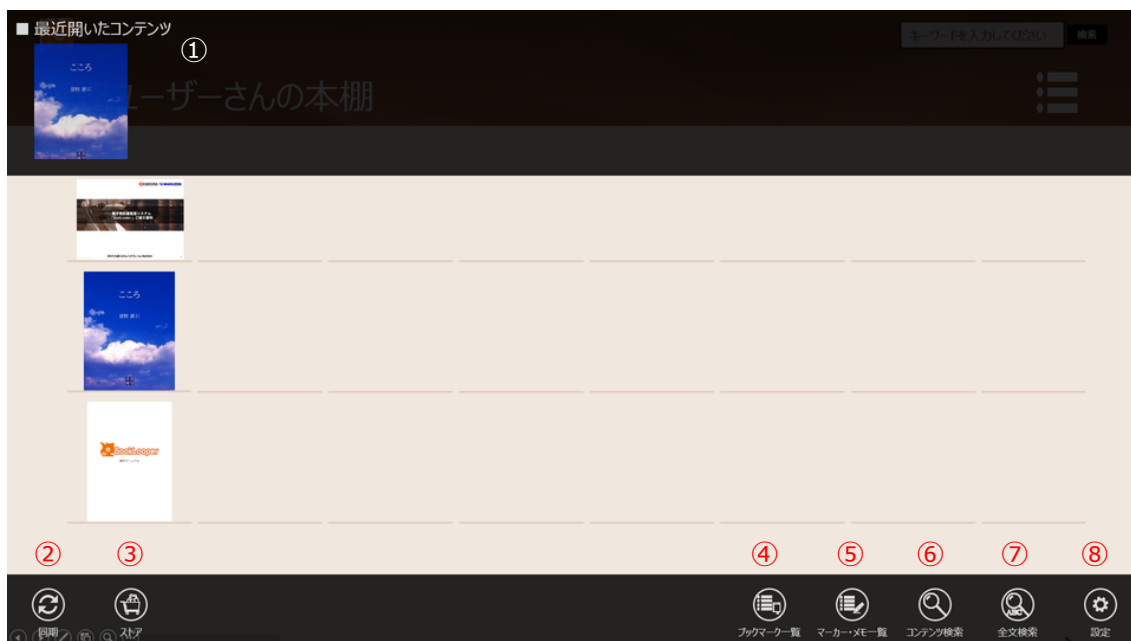 ■ 最近開いたコンテンツ
①
キーワードを入力してください
検索
こころ
ユーザーさんの本棚
KYOCERA
MARUZEN
こころ
BookLooper
② ③ ④ ⑤ ⑥ ⑦ ⑧
同期
ストア
ブックマーク一覧
マーカー・メモ一覧
コンテンツ検索
ABC
全文検索
設定